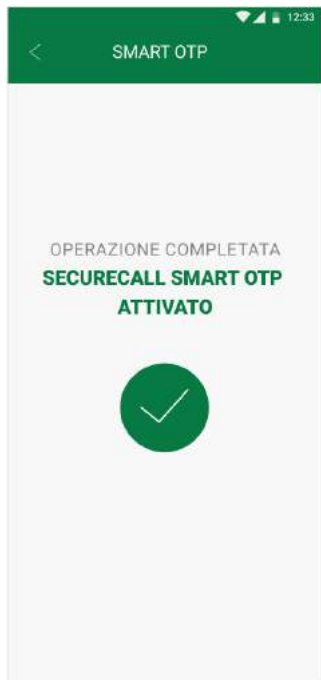 12:33
SMART OTP
OPERAZIONE COMPLETATA
SECURECALL SMART OTP
ATTIVATO